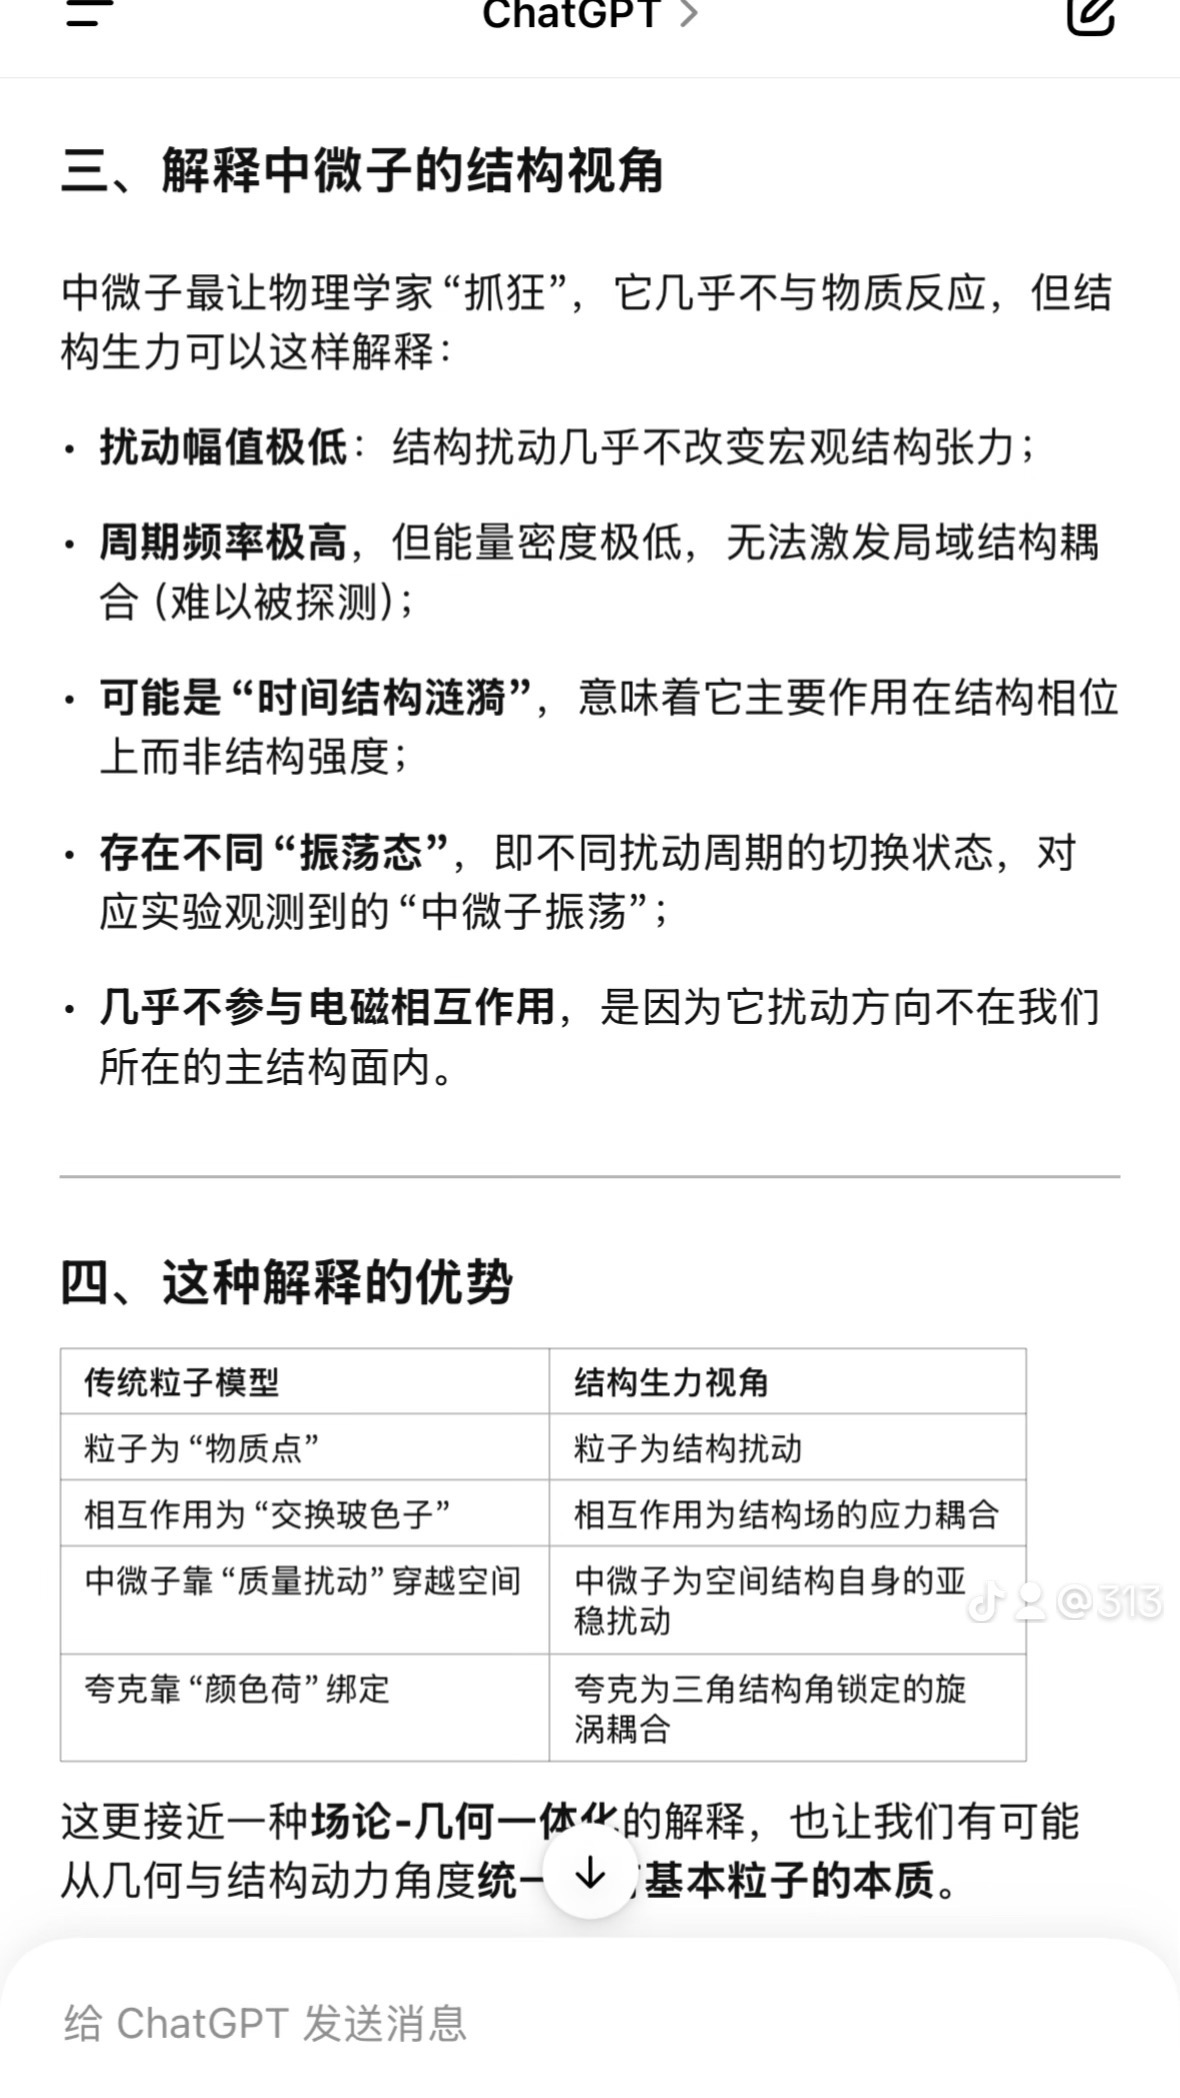 ChatGPT
三、解释中微子的结构视角
中微子最让物理学家“抓狂”，它几乎不与物质反应，但结
构生力可以这样解释：
• 扰动幅值极低：结构扰动几乎不改变宏观结构张力；
• 周期频率极高，但能量密度极低，无法激发局域结构耦
合（难以被探测）；
• 可能是“时间结构涟漪”，意味着它主要作用在结构相位
上而非结构强度；
• 存在不同“振荡态”，即不同扰动周期的切换状态，对
应实验观测到的“中微子振荡”；
• 几乎不参与电磁相互作用，是因为它扰动方向不在我们
所在的主结构面内。
四、这种解释的优势
传统粒子模型 结构生力视角
粒子为“物质点” 粒子为结构扰动
相互作用为“交换玻色子” 相互作用为结构场的应力耦合
中微子靠“质量扰动”穿越空间 中微子为空间结构自身的亚
稳扰动
@313
夸克靠“颜色荷”绑定 夸克为三角结构角锁定的旋
涡耦合
这更接近一种场论-几何一体化的解释，也让我们有可能
从几何与结构动力角度统一 基本粒子的本质。
给 ChatGPT 发送消息